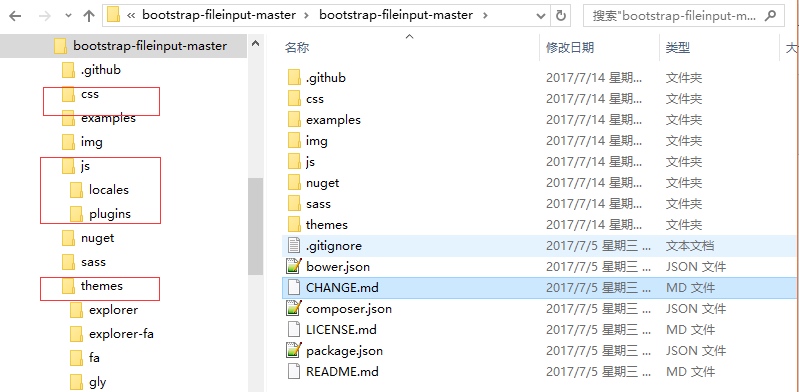 « bootstrap-fileinput-master › bootstrap-fileinput-master ›
搜索"bootstrap-fileinput-m...
bootstrap-fileinput-master
.github
css
examples
img
js
locales
plugins
nuget
sass
themes
explorer
explorer-fa
fa
gly
名称 修改日期 类型 大
.github 2017/7/14 星期... 文件夹
css 2017/7/14 星期... 文件夹
examples 2017/7/14 星期... 文件夹
img 2017/7/14 星期... 文件夹
js 2017/7/14 星期... 文件夹
nuget 2017/7/14 星期... 文件夹
sass 2017/7/14 星期... 文件夹
themes 2017/7/14 星期... 文件夹
.gitignore 2017/7/5 星期三 ... 文本文档
bower.json 2017/7/5 星期三 ... JSON 文件
CHANGE.md 2017/7/5 星期三 ... MD 文件
composer.json 2017/7/5 星期三 ... JSON 文件
LICENSE.md 2017/7/5 星期三 ... MD 文件
package.json 2017/7/5 星期三 ... JSON 文件
README.md 2017/7/5 星期三 ... MD 文件